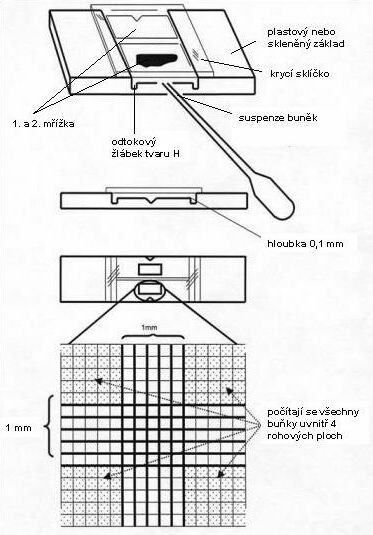 plastový nebo
skleněný základ
krycí sklíčko
suspenze buněk
1. a 2. mřížka
odtokový
žlábek tvaru H
hloubka 0,1 mm
1mm
1 mm
počítají se všechny
buňky uvnitř 4
rohových ploch